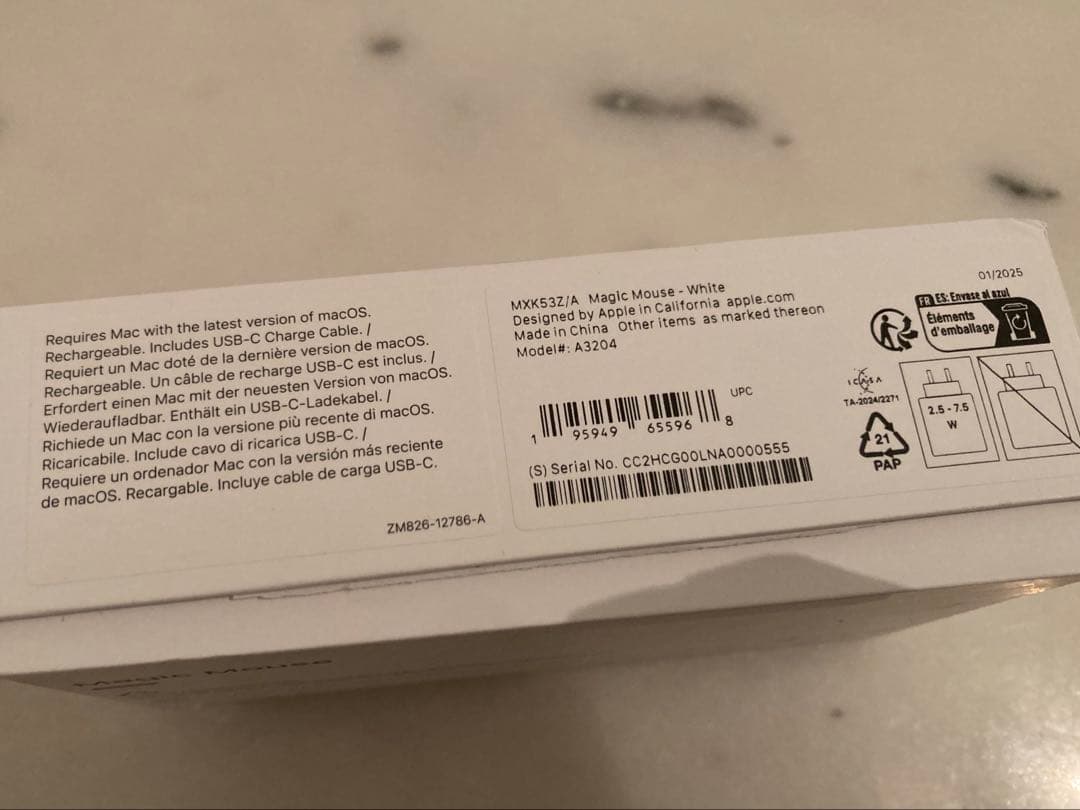 Requires Mac with the latest version of macOS.
Rechargeable. Includes USB-C Charge Cable. /
Requiert un Mac doté de la dernière version de macOS.
Rechargeable. Un câble de recharge USB-C est inclus. /
Erfordert einen Mac mit der neuesten Version von macOS.
Wiederaufladbar. Enthält ein USB-C-Ladekabel. /
Richiede un Mac con la versione più recente di macOS.
Ricaricabile. Include cavo di ricarica USB-C. /
Requiere un ordenador Mac con la versión más reciente
de macOS. Recargable. Incluye cable de carga USB-C.
ZM826-12786-A
MXK53Z/A Magic Mouse - White
Designed by Apple in California apple.com
Made in China Other items as marked thereon
Model#: A3204
UPC
1 95949 65596 8
(S) Serial No. CC2HCG00LNA0000555
01/2025
FR ES: Envase al azul
Éléments
d'emballage
ICASA
TA-2024/2271
21
PAP
2.5 - 7.5
W
Magic Mouse